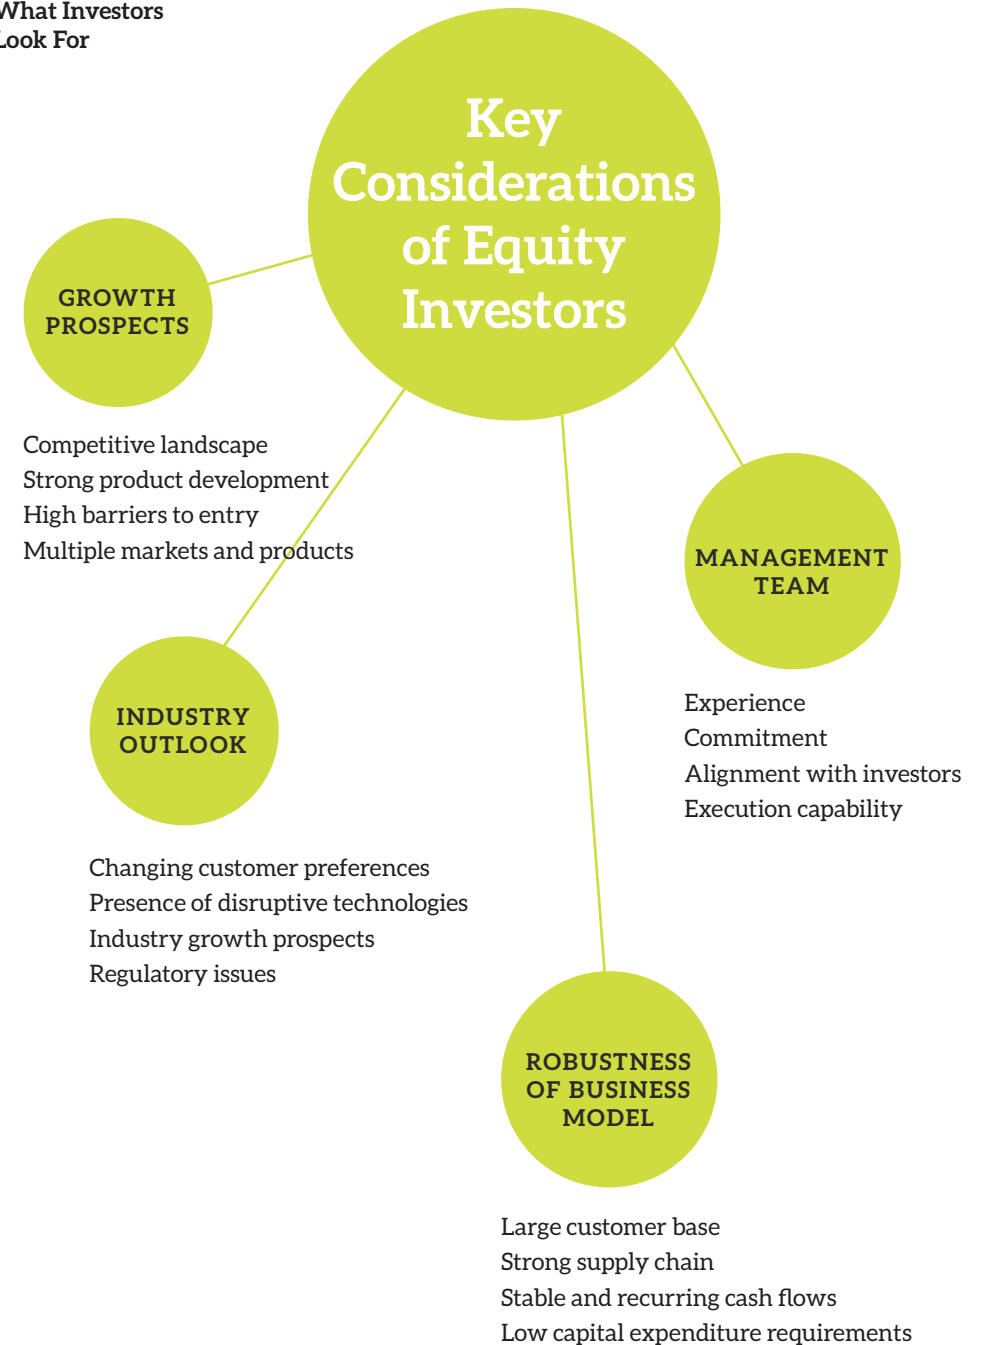 What Investors
Look For
Key
Considerations
of Equity
Investors
GROWTH
PROSPECTS
Competitive landscape
Strong product development
High barriers to entry
Multiple markets and products
MANAGEMENT
TEAM
Experience
Commitment
Alignment with investors
Execution capability
INDUSTRY
OUTLOOK
Changing customer preferences
Presence of disruptive technologies
Industry growth prospects
Regulatory issues
ROBUSTNESS
OF BUSINESS
MODEL
Large customer base
Strong supply chain
Stable and recurring cash flows
Low capital expenditure requirements